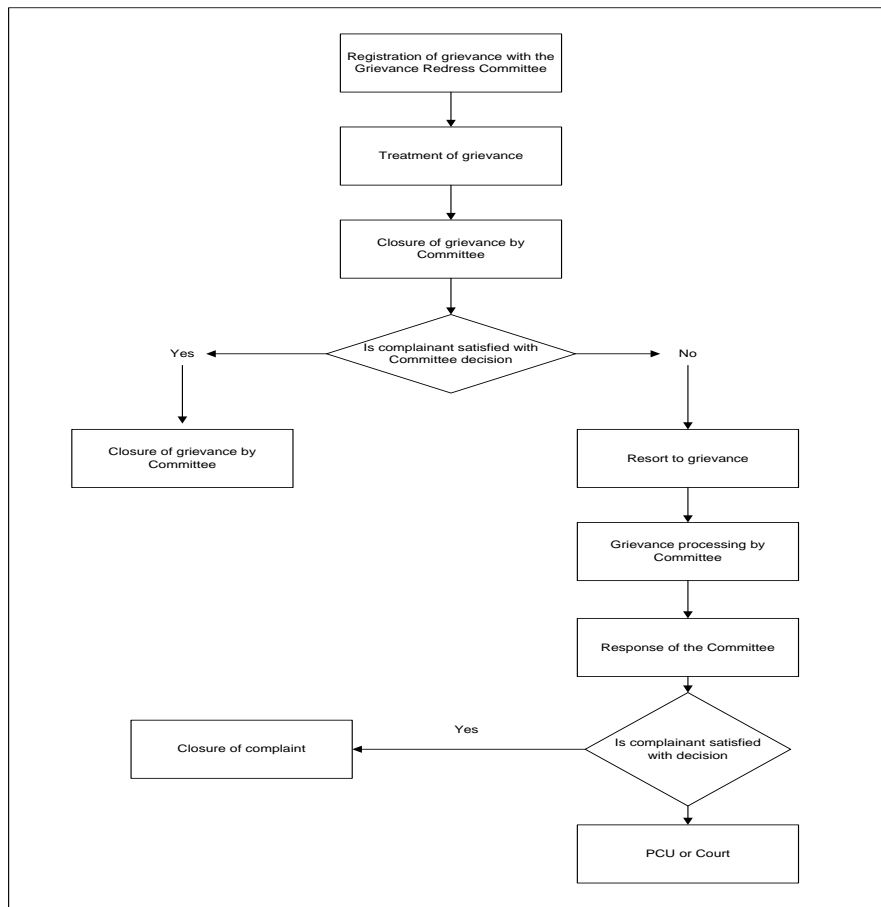 Registration of grievance with the
Grievance Redress Committee
Treatment of grievance
Closure of grievance by
Committee
Is complainant satisfied with
Committee decision
Yes
No
Closure of grievance by
Committee
Resort to grievance
Grievance processing by
Committee
Response of the Committee
Is complainant satisfied
with decision
Yes
Closure of complaint
PCU or Court